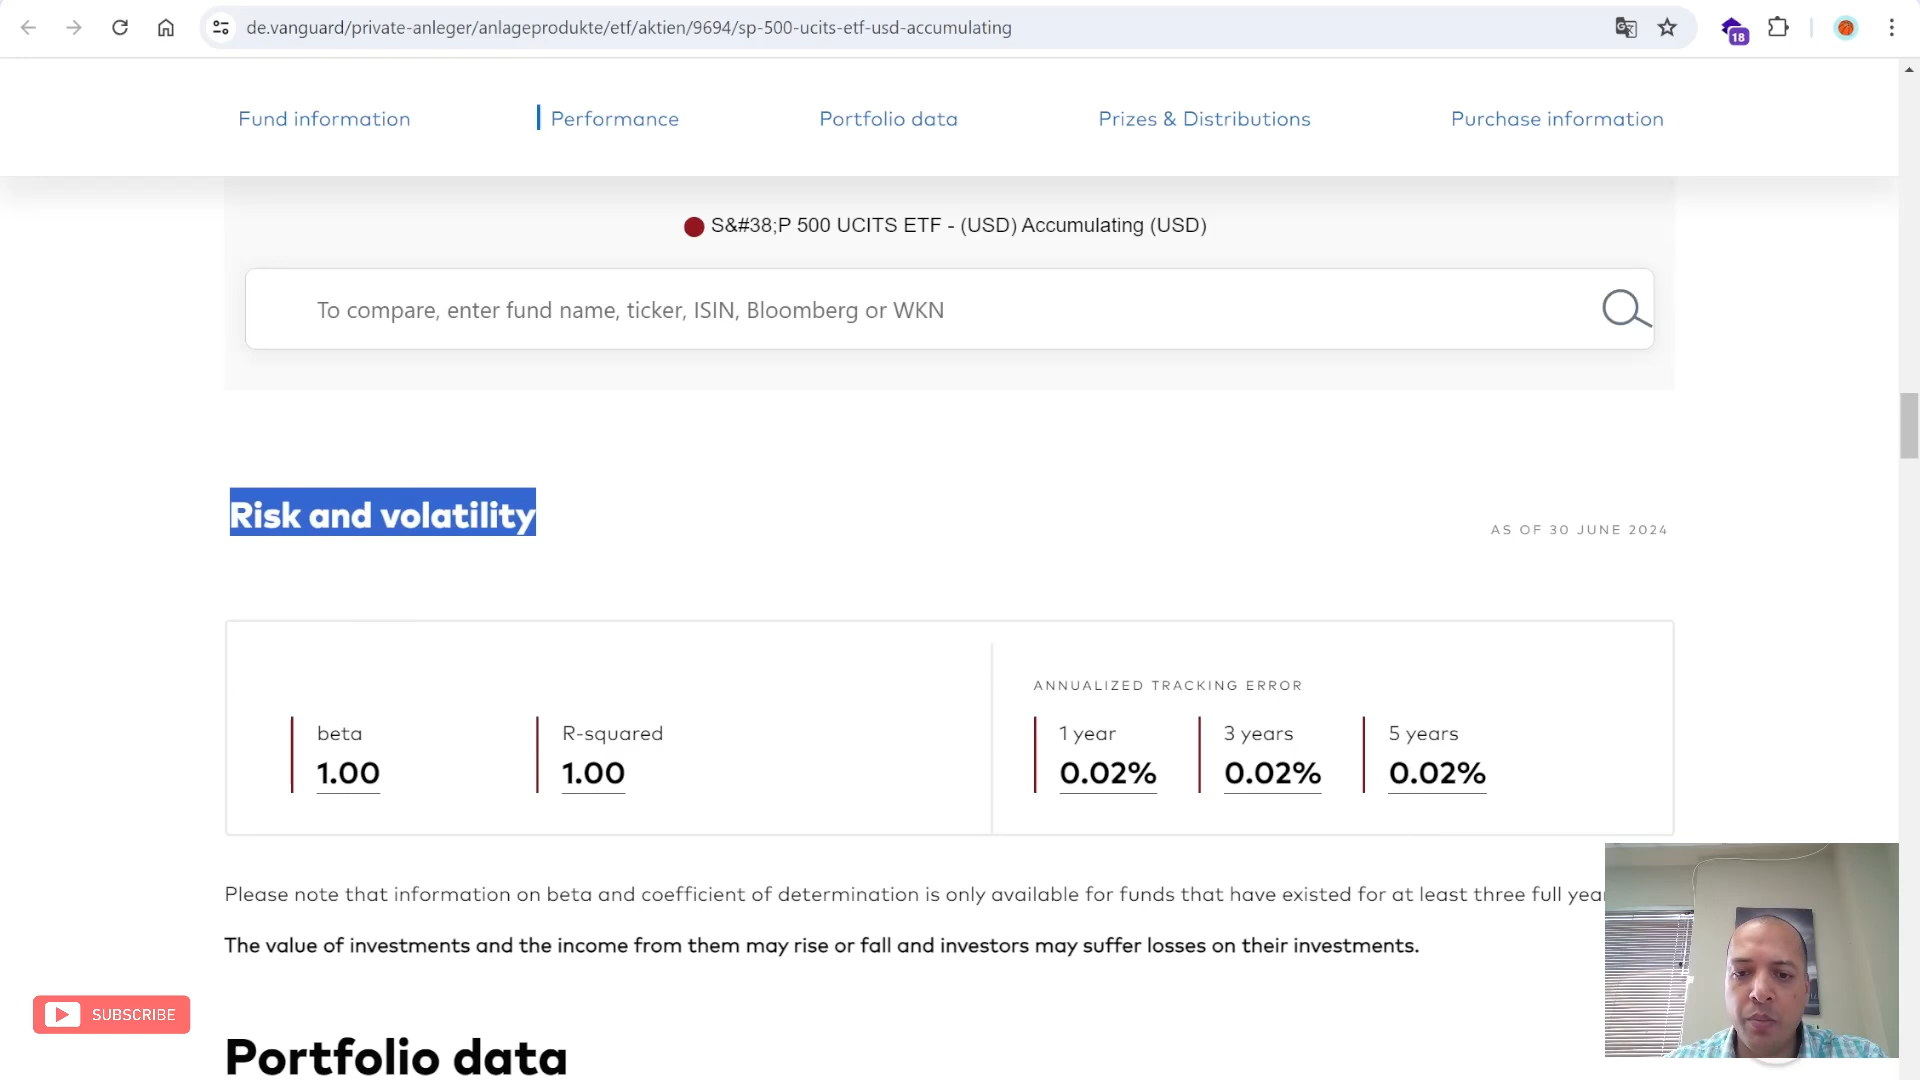 de.vanguard/private-anleger/anlageprodukte/etf/aktien/9694/sp-500-ucits-etf-usd-accumulating
18
Fund information
Performance
Portfolio data
Prizes & Distributions
Purchase information
S&#38;P 500 UCITS ETF - (USD) Accumulating (USD)
To compare, enter fund name, ticker, ISIN, Bloomberg or WKN
Risk and volatility
AS OF 30 JUNE 2024
ANNUALIZED TRACKING ERROR
beta
R-squared
1 year
3 years
5 years
1.00
1.00
0.02%
0.02%
0.02%
Please note that information on beta and coefficient of determination is only available for funds that have existed for at least three full
The value of investments and the income from them may rise or fall and investors may suffer losses on their investments.
SUBSCRIBE
Portfolio data